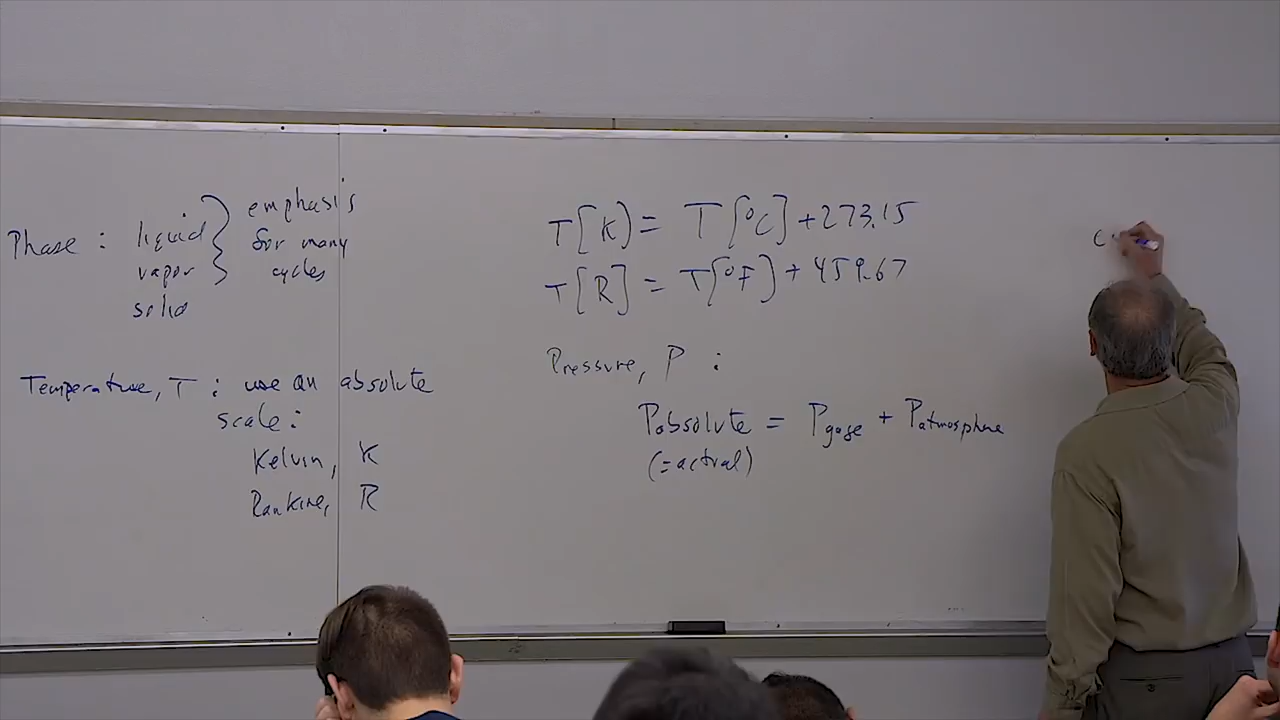 Phase : liquid } emphasis
vapor for many
solid cycles
Temperature, T : use an absolute
scale :
Kelvin, K
Rankine, R
T[K] = T[°C] + 273.15
T[R] = T[°F] + 459.67
Pressure, P :
Pabsolute = Pgage + Patmosphere
(=actual)